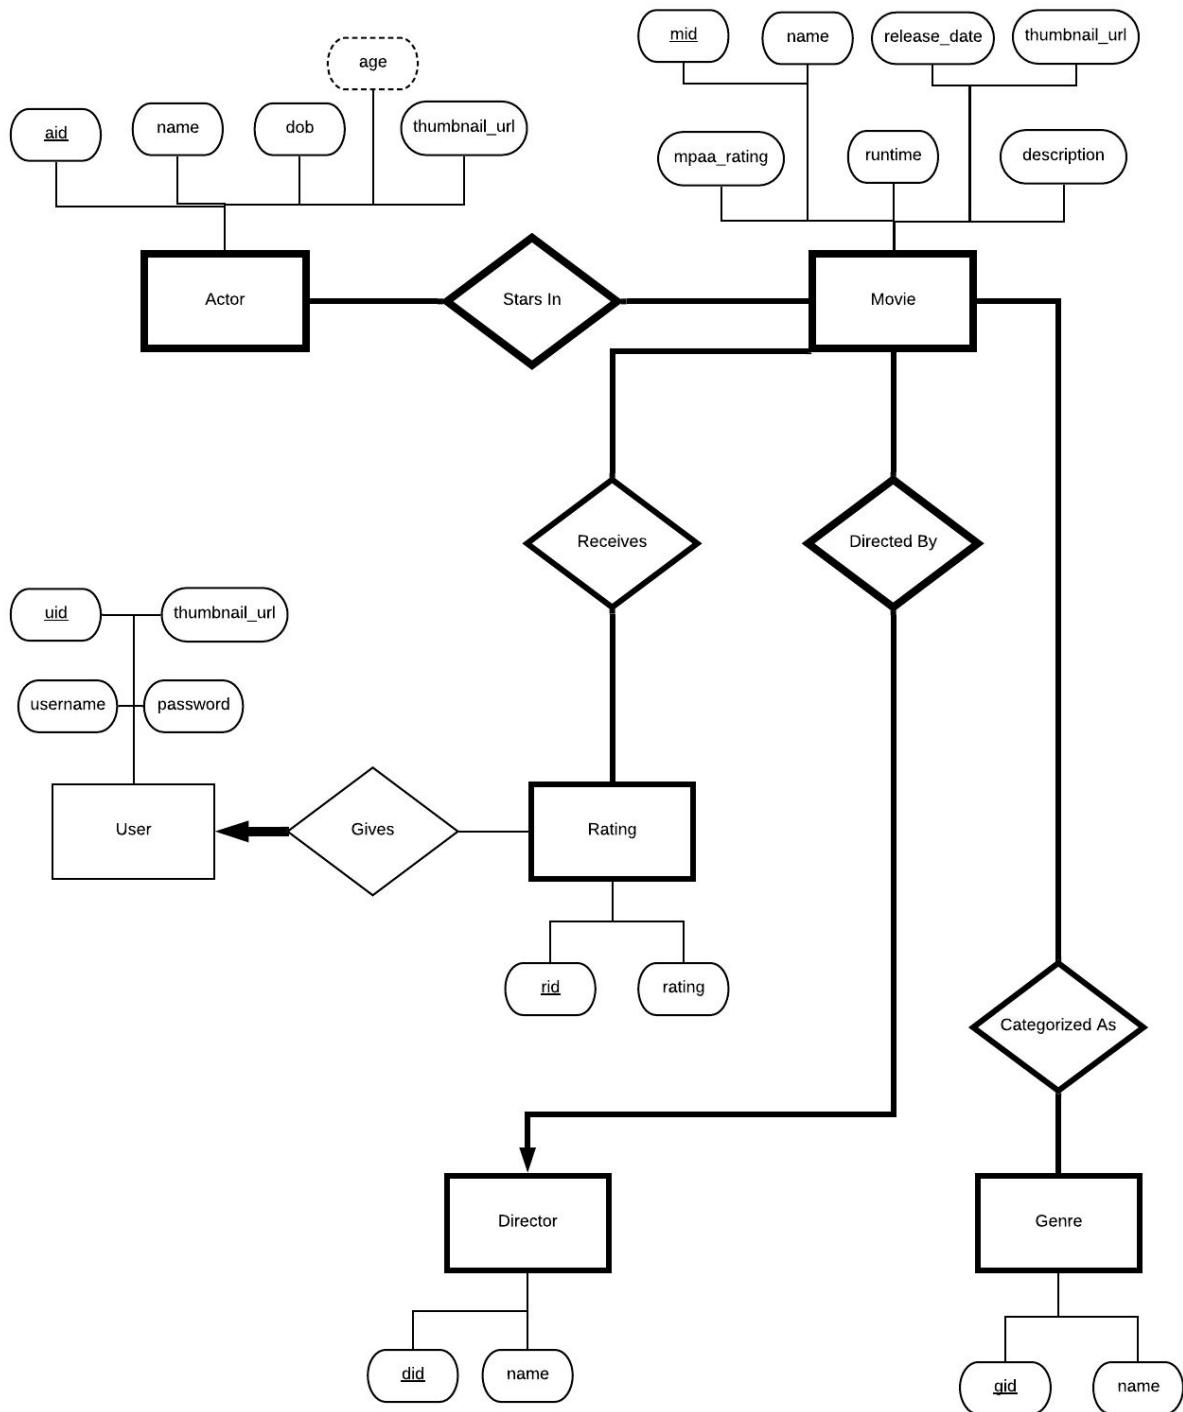 mid
name
release_date
thumbnail_url
age
aid
name
dob
thumbnail_url
mpaa_rating
runtime
description
Actor
Stars In
Movie
Receives
Directed By
uid
thumbnail_url
username
password
User
Gives
Rating
rid
rating
Categorized As
Director
Genre
did
name
gid
name